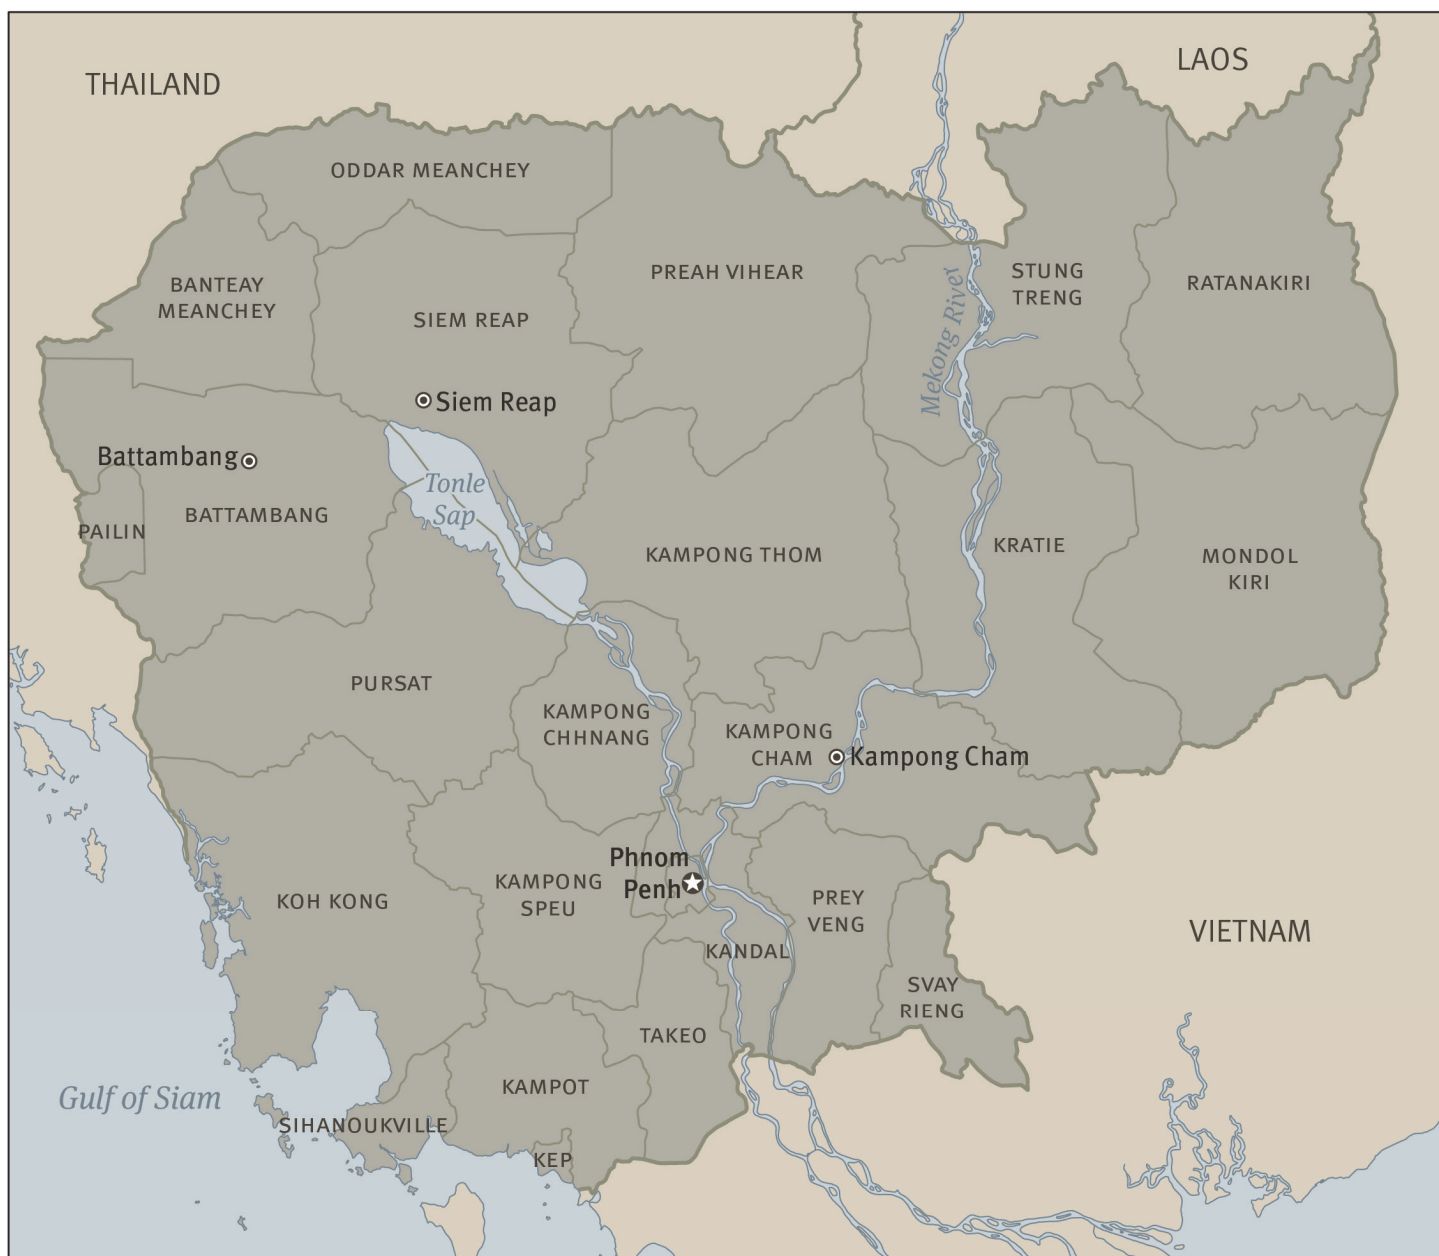 THAILAND
LAOS
ODDAR MEANCHEY
BANTEAY
MEANCHEY
SIEM REAP
PREAH VIHEAR
STUNG
TRENG
RATANAKIRI
Mekong River
Siem Reap
Battambang
BATTAMBANG
PAILIN
Tonle
Sap
KAMPONG THOM
KRATIE
MONDOL
KIRI
PURSAT
KAMPONG
CHHNANG
KAMPONG
CHAM
Kampong Cham
Phnom
Penh
KOH KONG
KAMPONG
SPEU
PREY
VENG
KANDAL
SVAY
RIENG
VIETNAM
TAKEO
KAMPOT
Gulf of Siam
SIHANOUKVILLE
KEP